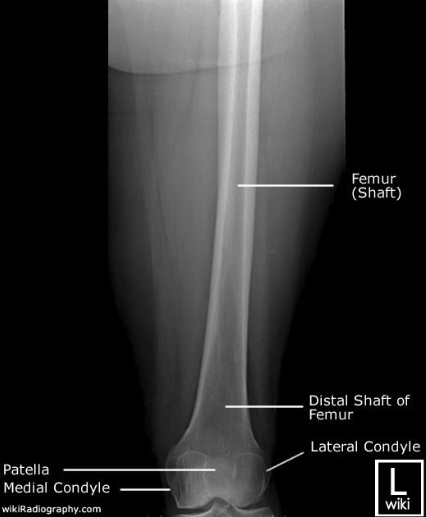 Femur
(Shaft)
Distal Shaft of
Femur
Lateral Condyle
Patella
Medial Condyle
L
wiki
wikiRadiography.com